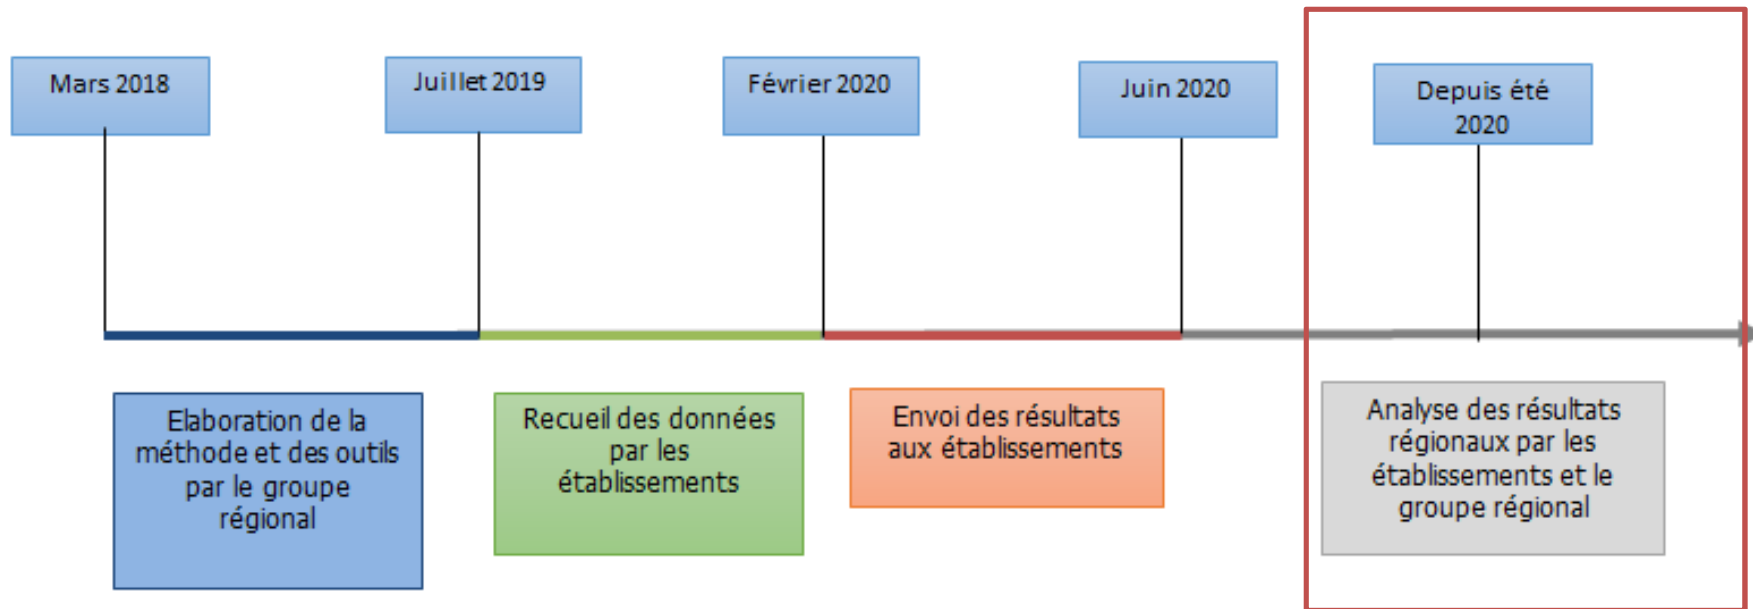 Mars 2018
Juillet 2019
Février 2020
Juin 2020
Depuis été
2020
Elaboration de la
méthode et des outils
par le groupe
régional
Recueil des données
par les
établissements
Envoi des résultats
aux établissements
Analyse des résultats
régionaux par les
établissements et le
groupe régional